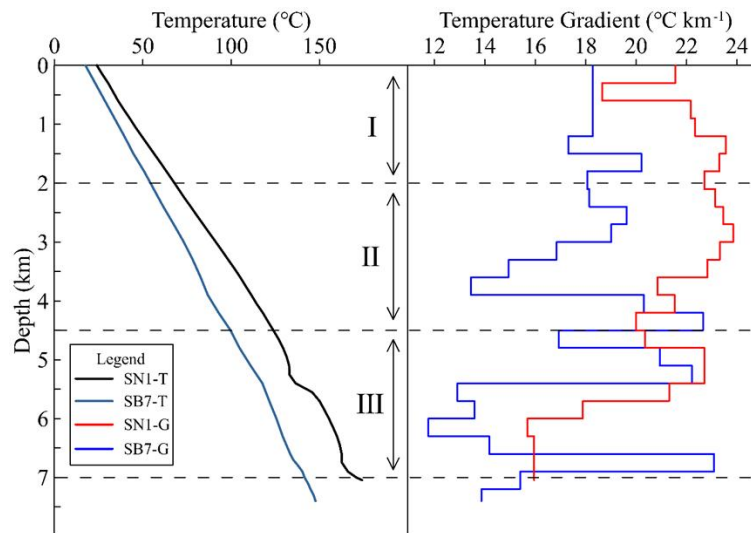 Temperature (℃)
Temperature Gradient (℃ km⁻¹)
0 50 100 150
12 14 16 18 20 22 24
0
1
2
3
4
5
6
7
Depth (km)
I
II
III
Legend
SN1-T
SB7-T
SN1-G
SB7-G